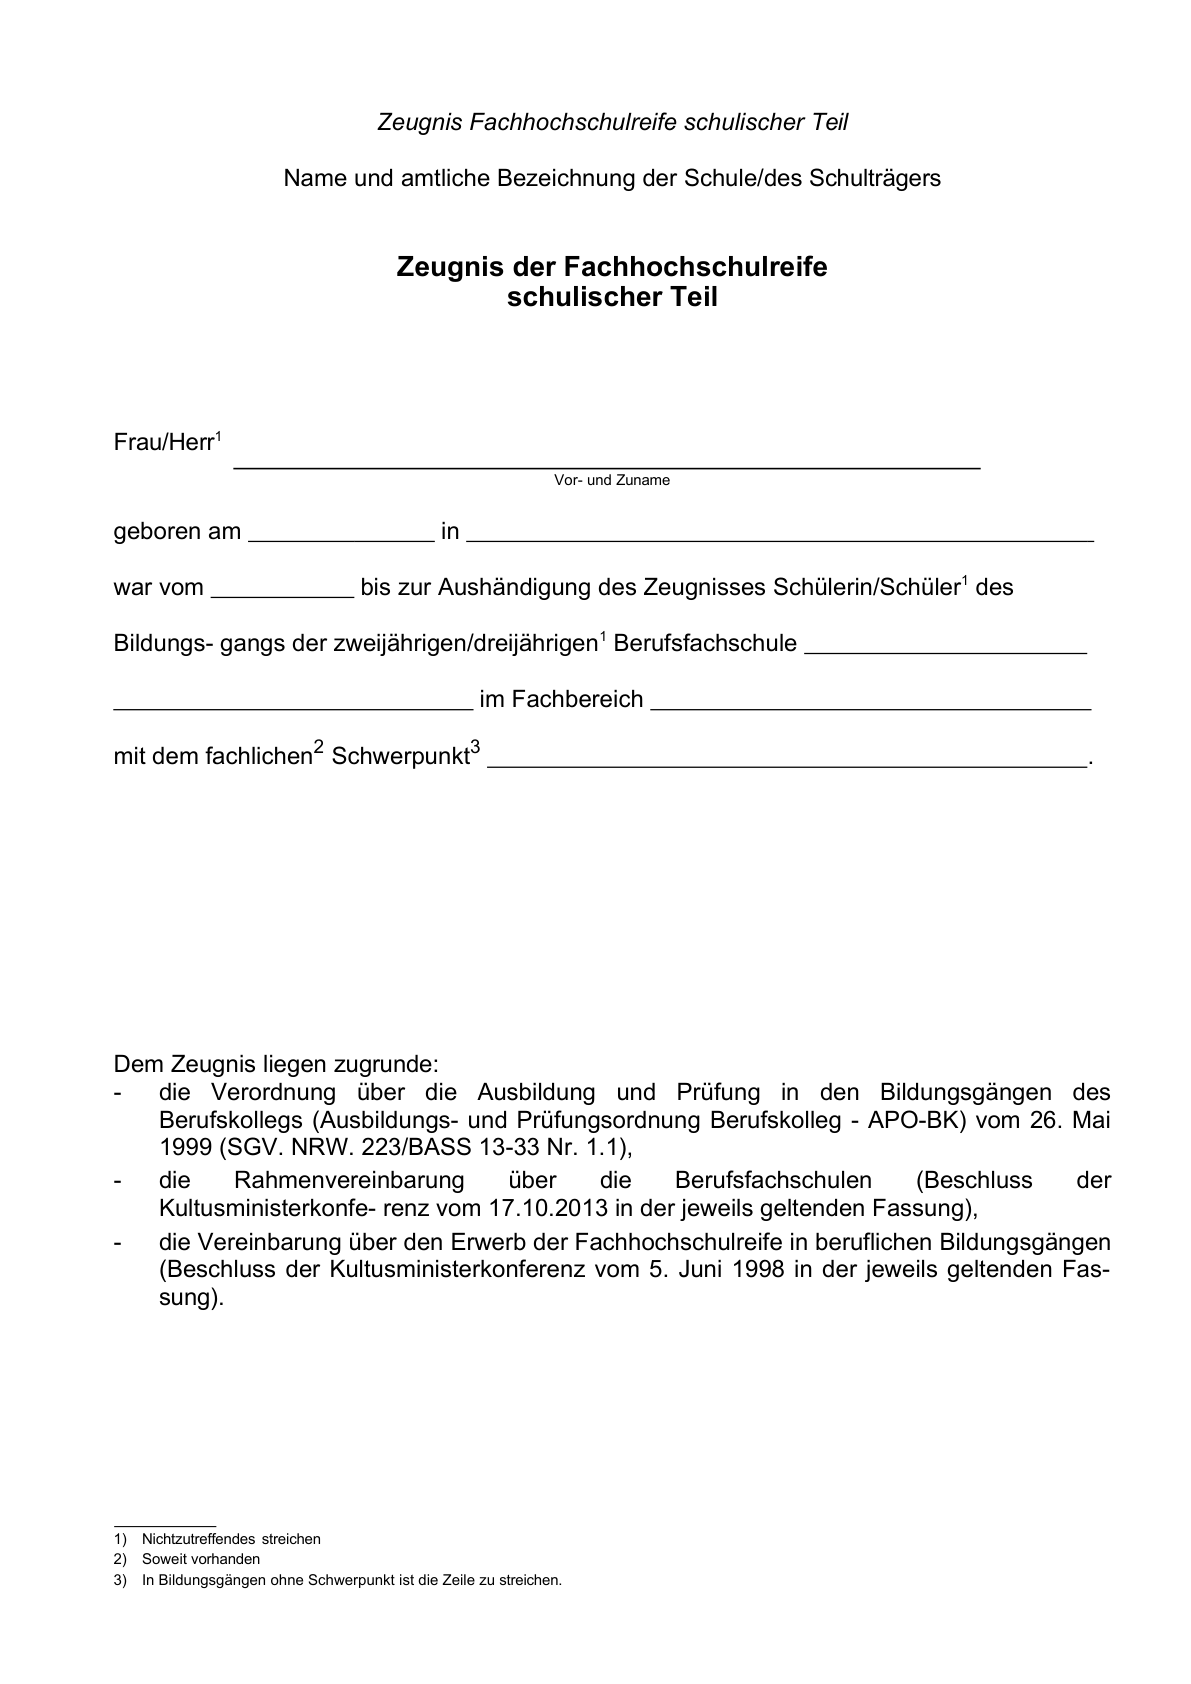 Zeugnis Fachhochschulreife schulischer Teil
Name und amtliche Bezeichnung der Schule/des Schulträgers
Zeugnis der Fachhochschulreife
schulischer Teil
Frau/Herr¹
Vor- und Zuname
geboren am ______________ in ______________________________________________
war vom ___________ bis zur Aushändigung des Zeugnisses Schülerin/Schüler¹ des
Bildungs- gangs der zweijährigen/dreijährigen¹ Berufsfachschule _____________________
___________________________ im Fachbereich _________________________________
mit dem fachlichen² Schwerpunkt³ _____________________________________________.
Dem Zeugnis liegen zugrunde:
- die Verordnung über die Ausbildung und Prüfung in den Bildungsgängen des
Berufskollegs (Ausbildungs- und Prüfungsordnung Berufskolleg - APO-BK) vom 26. Mai
1999 (SGV. NRW. 223/BASS 13-33 Nr. 1.1),
- die Rahmenvereinbarung über die Berufsfachschulen (Beschluss der
Kultusministerkonfe- renz vom 17.10.2013 in der jeweils geltenden Fassung),
- die Vereinbarung über den Erwerb der Fachhochschulreife in beruflichen Bildungsgängen
(Beschluss der Kultusministerkonferenz vom 5. Juni 1998 in der jeweils geltenden Fas-
sung).
1) Nichtzutreffendes streichen
2) Soweit vorhanden
3) In Bildungsgängen ohne Schwerpunkt ist die Zeile zu streichen.